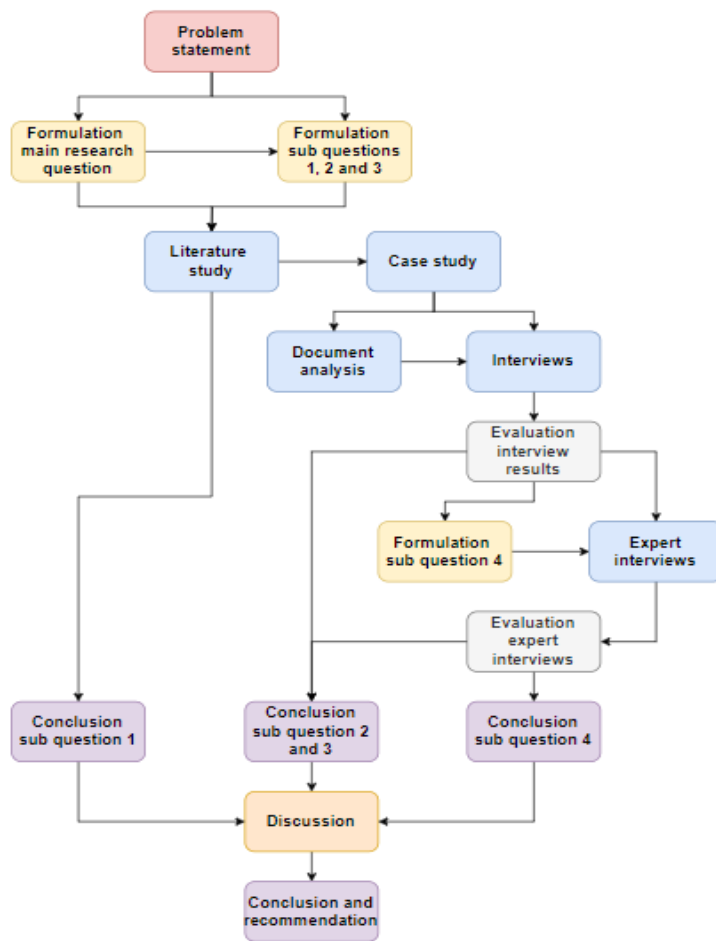 Problem
statement
Formulation
main research
question
Formulation
sub questions
1, 2 and 3
Literature
study
Case study
Document
analysis
Interviews
Evaluation
interview
results
Formulation
sub question 4
Expert
interviews
Evaluation
expert
interviews
Conclusion
sub question 1
Conclusion
sub question 2
and 3
Conclusion
sub question 4
Discussion
Conclusion and
recommendation